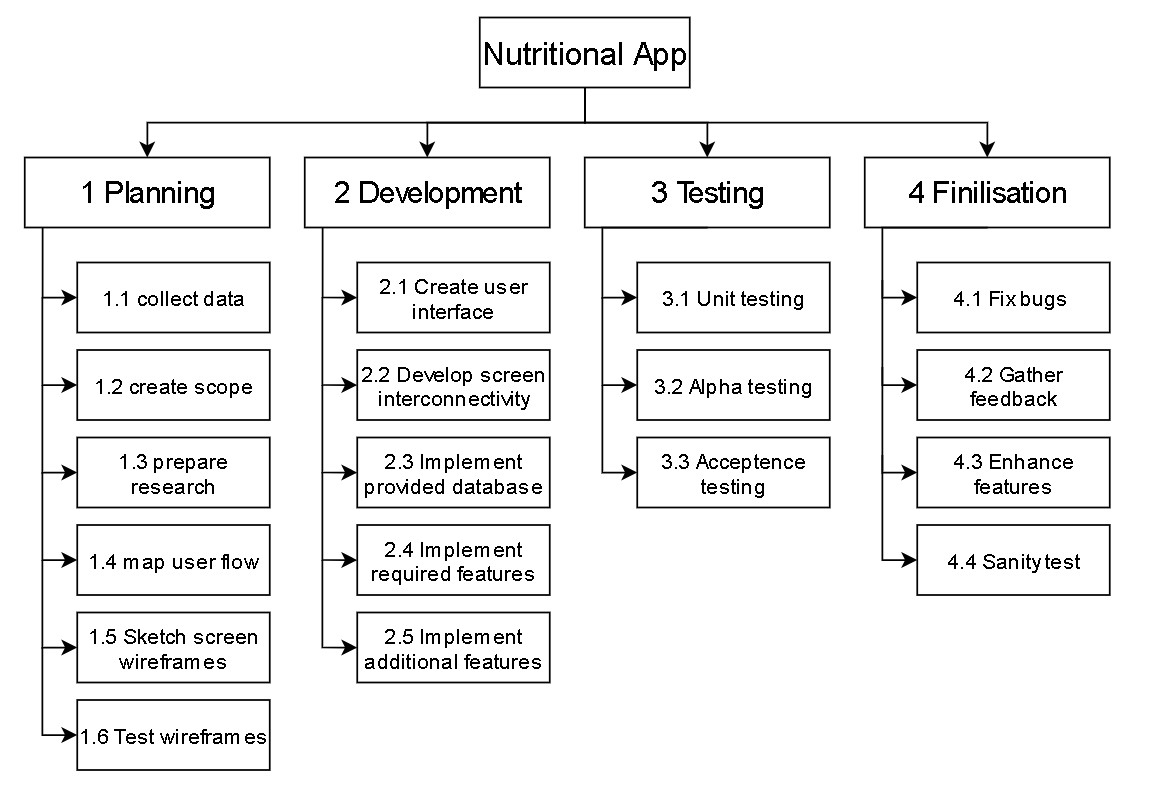 Nutritional App
1 Planning
1.1 collect data
1.2 create scope
1.3 prepare
research
1.4 map user flow
1.5 Sketch screen
wireframes
1.6 Test wireframes
2 Development
2.1 Create user
interface
2.2 Develop screen
interconnectivity
2.3 Implement
provided database
2.4 Implement
required features
2.5 Implement
additional features
3 Testing
3.1 Unit testing
3.2 Alpha testing
3.3 Acceptence
testing
4 Finilisation
4.1 Fix bugs
4.2 Gather
feedback
4.3 Enhance
features
4.4 Sanity test